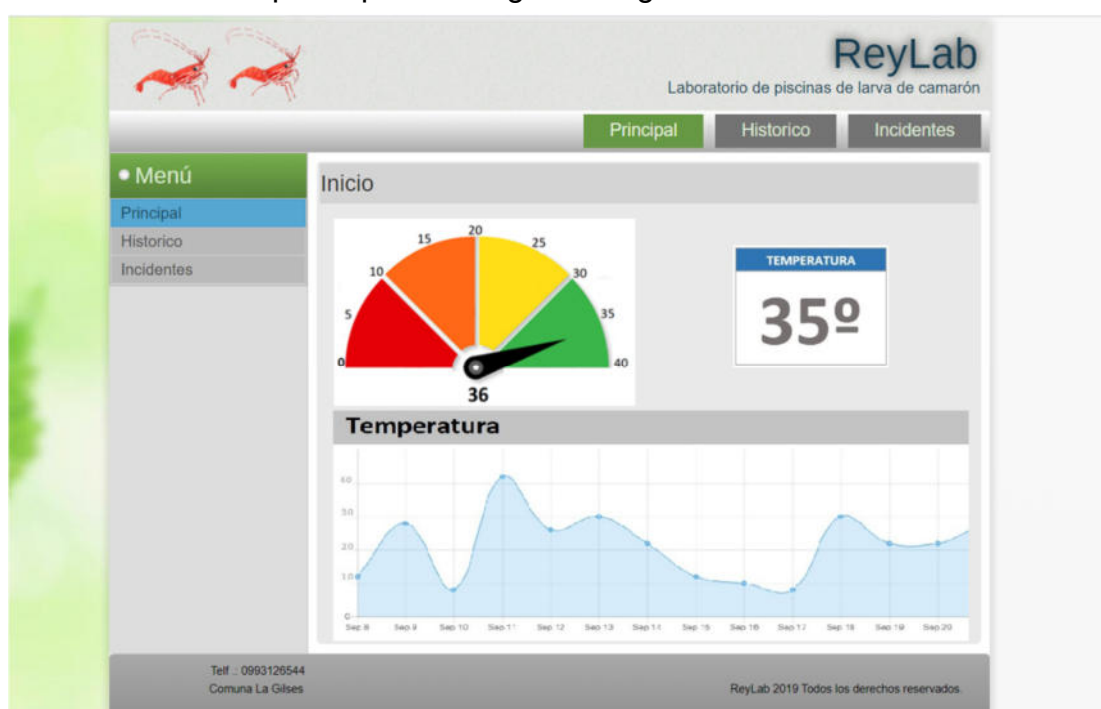 ReyLab
Laboratorio de piscinas de larva de camarón
Principal Historico Incidentes
Menú
Principal
Historico
Incidentes
Inicio
0 5 10 15 20 25 30 35 40
36
TEMPERATURA
35º
Temperatura
40
30
20
10
0
Sep 8 Sep 9 Sep 10 Sep 11 Sep 12 Sep 13 Sep 14 Sep 15 Sep 16 Sep 17 Sep 18 Sep 19 Sep 20
Telf .: 0993126544
Comuna La Gilses
ReyLab 2019 Todos los derechos reservados.